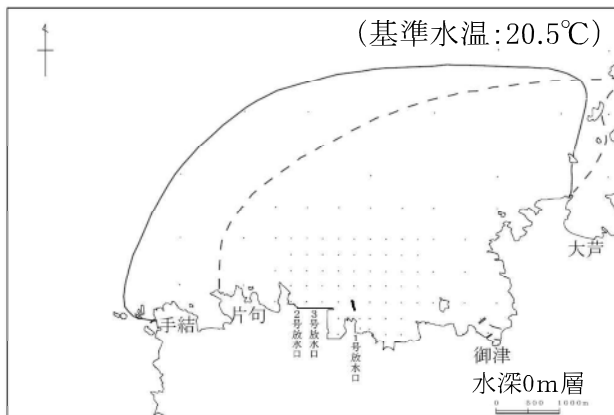 (基準水温:20.5℃)
大芦
手結
片句
2号放水口
3号放水口
1号放水口
御津
水深0m層
0 500 1000m